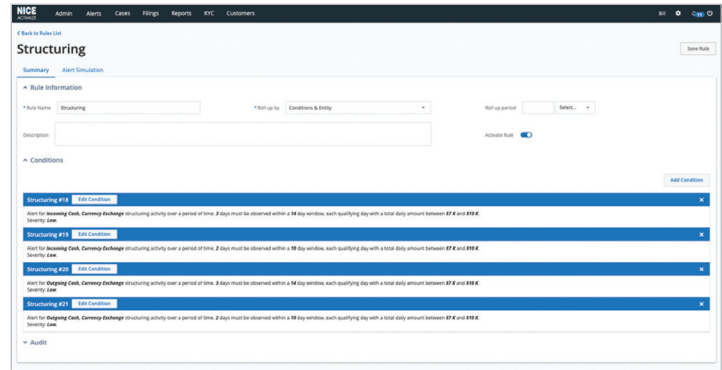 NICE Admin Alerts Cases Filings Reports KYC Customers
ACTIMIZE
Back to Rules List
Structuring
Save Rule
Summary Alert Simulation
Rule Information
* Rule Name Structuring * Roll up by Conditions & Entity Roll up period Select...
Description Activate Rule
Conditions
Add Condition
Structuring #18 Edit Condition
Alert for Incoming Cash, Currency Exchange structuring activity over a period of time. 3 days must be observed within a 14 day window, each qualifying day with a total daily amount between $7 K and $10 K.
Severity: Low.
Structuring #19 Edit Condition
Alert for Incoming Cash, Currency Exchange structuring activity over a period of time. 2 days must be observed within a 10 day window, each qualifying day with a total daily amount between $7 K and $10 K.
Severity: Low.
Structuring #20 Edit Condition
Alert for Outgoing Cash, Currency Exchange structuring activity over a period of time. 3 days must be observed within a 14 day window, each qualifying day with a total daily amount between $7 K and $10 K.
Severity: Low.
Structuring #21 Edit Condition
Alert for Outgoing Cash, Currency Exchange structuring activity over a period of time. 2 days must be observed within a 10 day window, each qualifying day with a total daily amount between $7 K and $10 K.
Severity: Low.
Audit